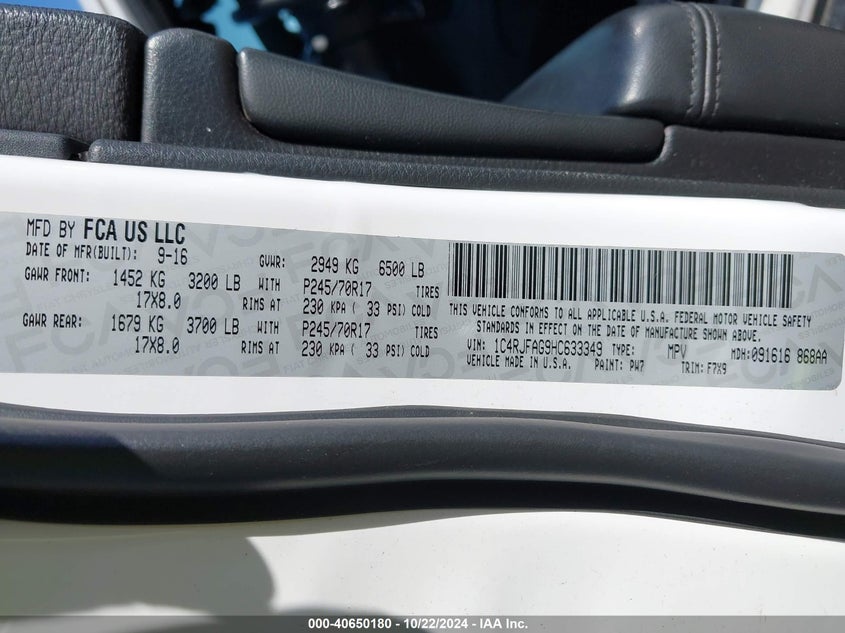 MFD BY FCA US LLC
DATE OF MFR(BUILT): 9-16 GVWR: 2949 KG 6500 LB
GAWR FRONT: 1452 KG 3200 LB WITH P245/70R17 TIRES
17X8.0 RIMS AT 230 KPA ( 33 PSI) COLD
GAWR REAR: 1679 KG 3700 LB WITH P245/70R17 TIRES
17X8.0 RIMS AT 230 KPA ( 33 PSI) COLD
THIS VEHICLE CONFORMS TO ALL APPLICABLE U.S.A. FEDERAL MOTOR VEHICLE SAFETY
STANDARDS IN EFFECT ON THE DATE OF MANUFACTURE SHOWN ABOVE.
VIN: 1C4RJFAG9HC633349 TYPE: MPV MDH: 091616 868AA
VEHICLE MADE IN U.S.A. PAINT: PW7 TRIM: F7X9
000-40650180 - 10/22/2024 - IAA Inc.